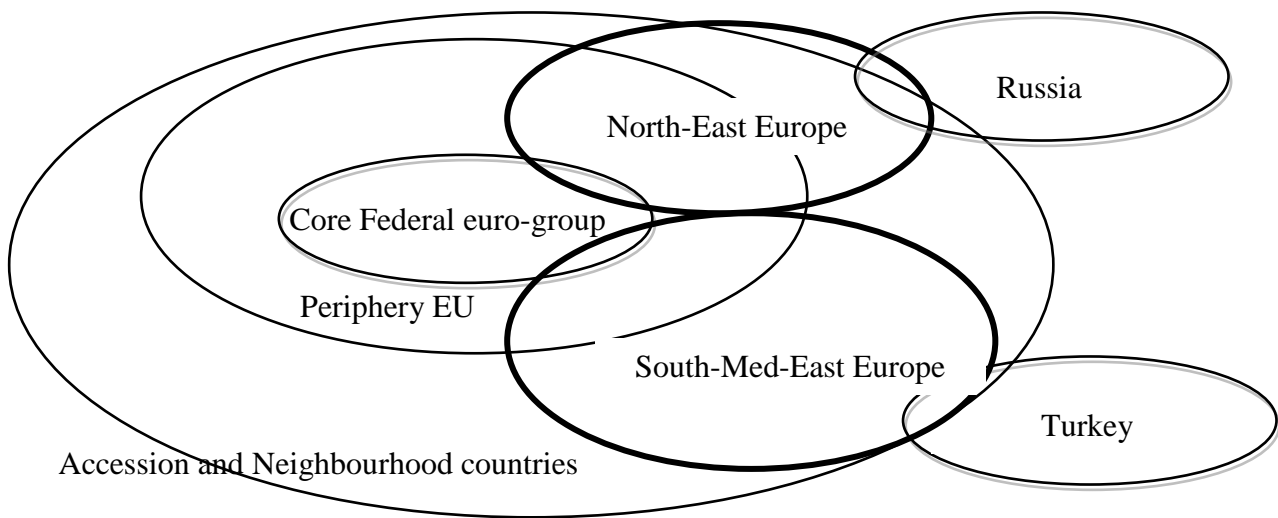 Russia
North-East Europe
Core Federal euro-group
Periphery EU
South-Med-East Europe
Turkey
Accession and Neighbourhood countries